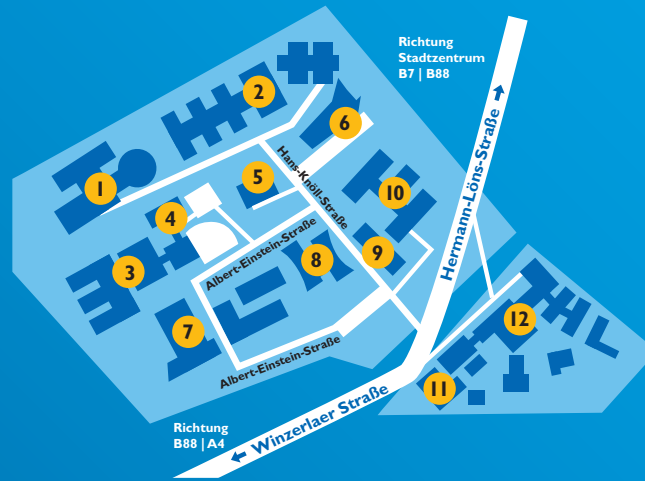 Richtung
Stadtzentrum
B7 | B88
2
6
Hans-Knöll-Straße
5
1
10
4
Hermann-Löns-Straße
Albert-Einstein-Straße
8
9
3
12
7
Albert-Einstein-Straße
11
Richtung
B88 | A4
Winzerlaer Straße